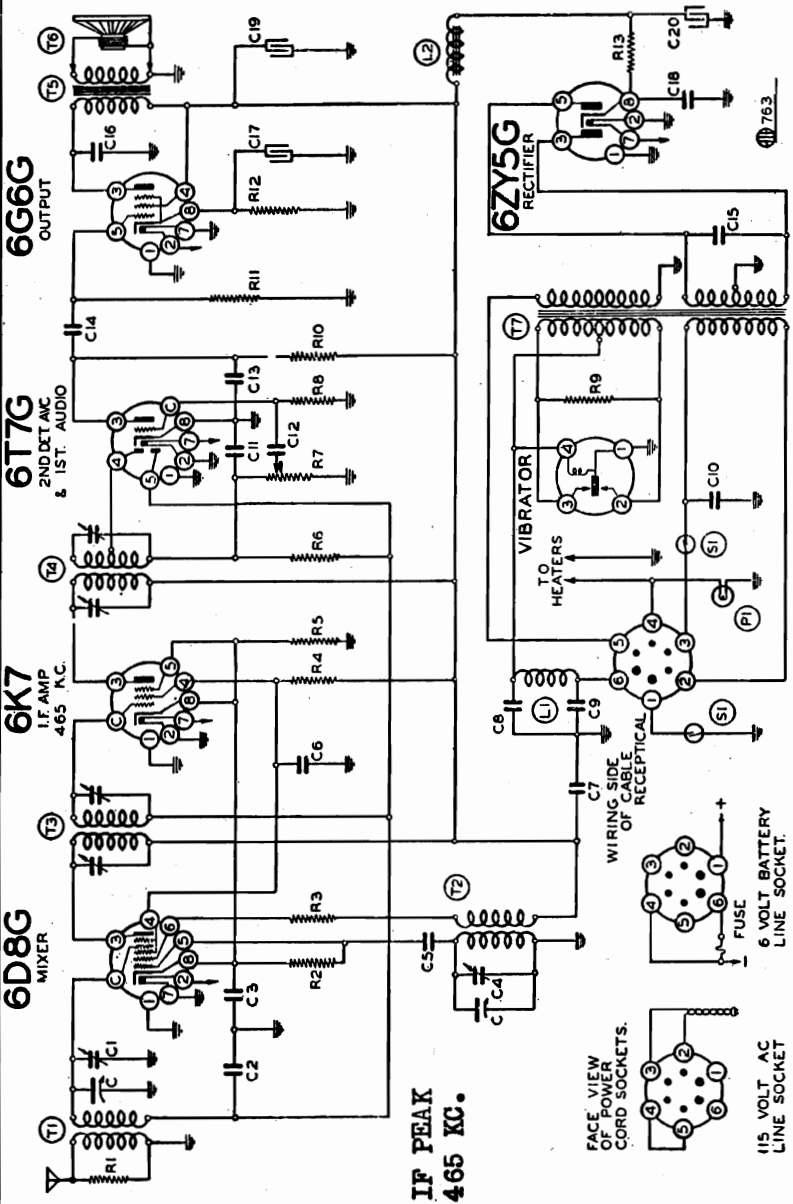 6D8G
MIXER
6K7
I.F. AMP
465 K.C.
6T7G
2ND DET AVC
& 1ST. AUDIO
6G6G
OUTPUT
T1
R1
C
C1
C2
C3
R2
R3
C5
C
C4
T2
T3
C6
R4
R5
T4
R6
R7
C11
C12
C13
R8
R10
C14
R11
R12
C16
C17
T5
T6
C19
L2
R13
C20
C18
6ZY5G
RECTIFIER
763
C15
T7
VIBRATOR
R9
TO
HEATERS
C10
S1
P1
S1
C8
L1
C9
C7
WIRING SIDE
OF CABLE
RECEPTICAL
IF PEAK
465 KC.
FACE VIEW
OF POWER
CORD SOCKETS.
115 VOLT AC
LINE SOCKET
FUSE
6 VOLT BATTERY
LINE SOCKET.